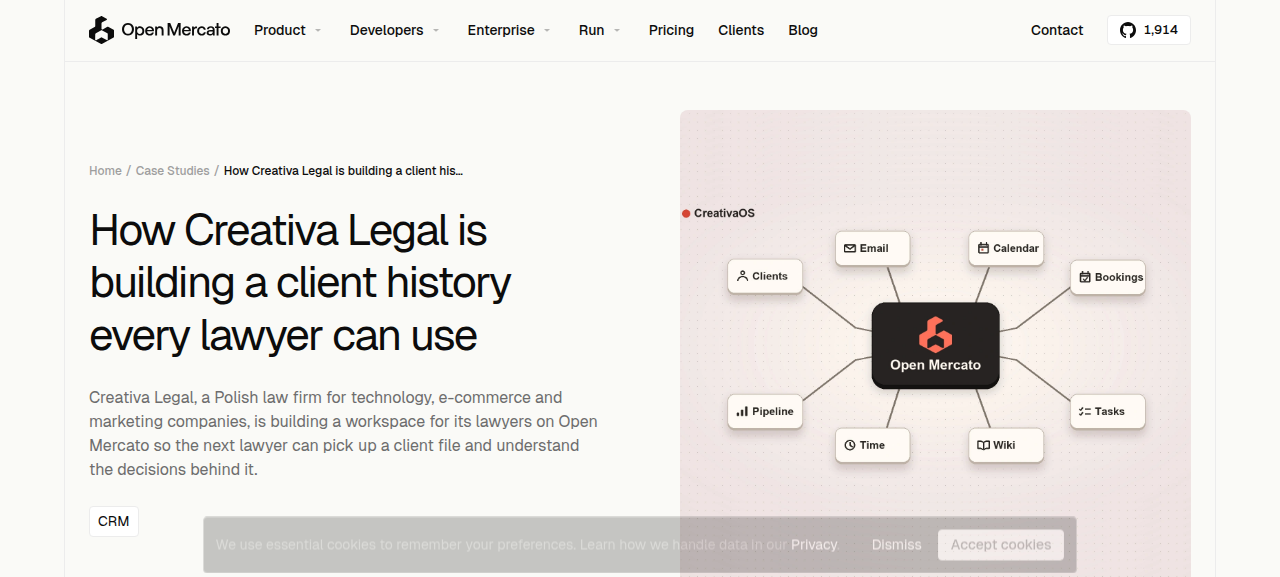 Open Mercato
Product
Developers
Enterprise
Run
Pricing
Clients
Blog
Contact
1,914
Home / Case Studies / How Creativa Legal is building a client his...
How Creativa Legal is
building a client history
every lawyer can use
Creativa Legal, a Polish law firm for technology, e-commerce and
marketing companies, is building a workspace for its lawyers on Open
Mercato so the next lawyer can pick up a client file and understand
the decisions behind it.
CRM
CreativaOS
Email
Calendar
Clients
Bookings
Open Mercato
Pipeline
Tasks
Time
Wiki
We use essential cookies to remember your preferences. Learn how we handle data in our Privacy
Dismiss
Accept cookies